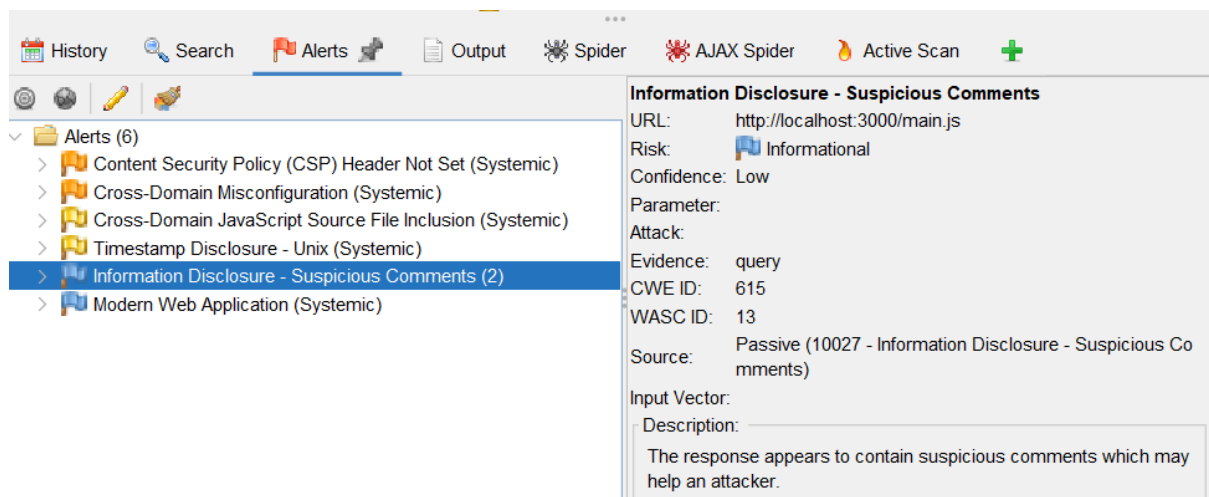 History Search Alerts Output Spider AJAX Spider Active Scan
Alerts (6)
Content Security Policy (CSP) Header Not Set (Systemic)
Cross-Domain Misconfiguration (Systemic)
Cross-Domain JavaScript Source File Inclusion (Systemic)
Timestamp Disclosure - Unix (Systemic)
Information Disclosure - Suspicious Comments (2)
Modern Web Application (Systemic)
Information Disclosure - Suspicious Comments
URL: http://localhost:3000/main.js
Risk: Informational
Confidence: Low
Parameter:
Attack:
Evidence: query
CWE ID: 615
WASC ID: 13
Source: Passive (10027 - Information Disclosure - Suspicious Co
mments)
Input Vector:
Description:
The response appears to contain suspicious comments which may
help an attacker.